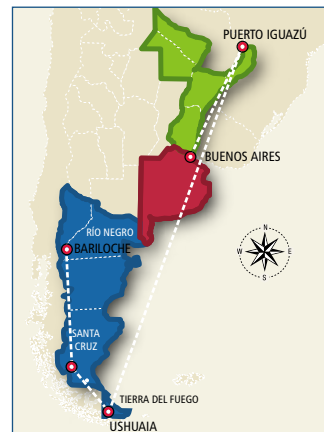 PUERTO IGUAZÚ
BUENOS AIRES
RÍO NEGRO
BARILOCHE
N
W E
S
SANTA
CRUZ
TIERRA DEL FUEGO
USHUAIA